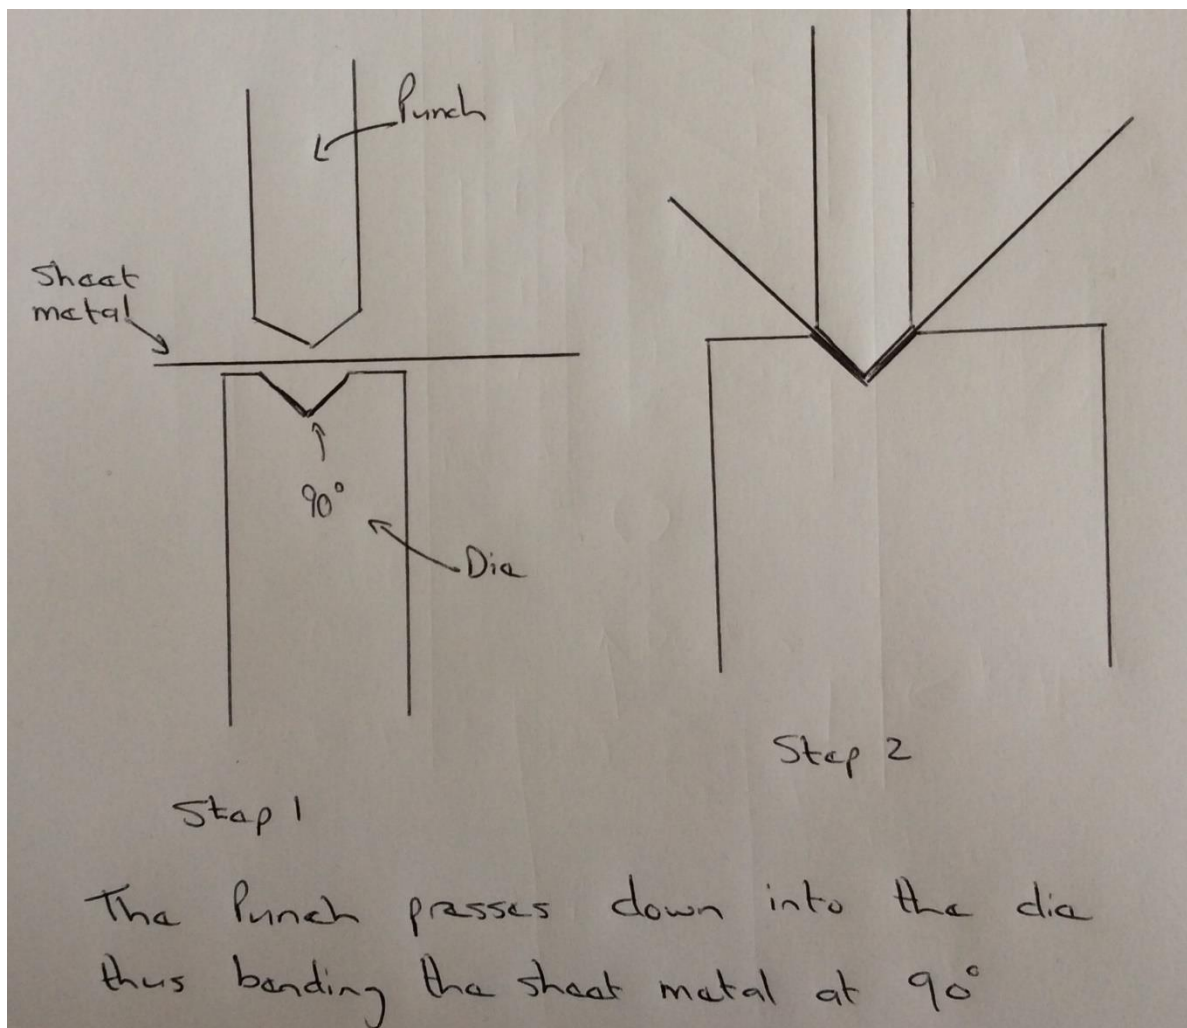 Punch
Sheet
metal
90°
Die
Step 2
Step 1
The Punch presses down into the die
thus bending the sheet metal at 90°